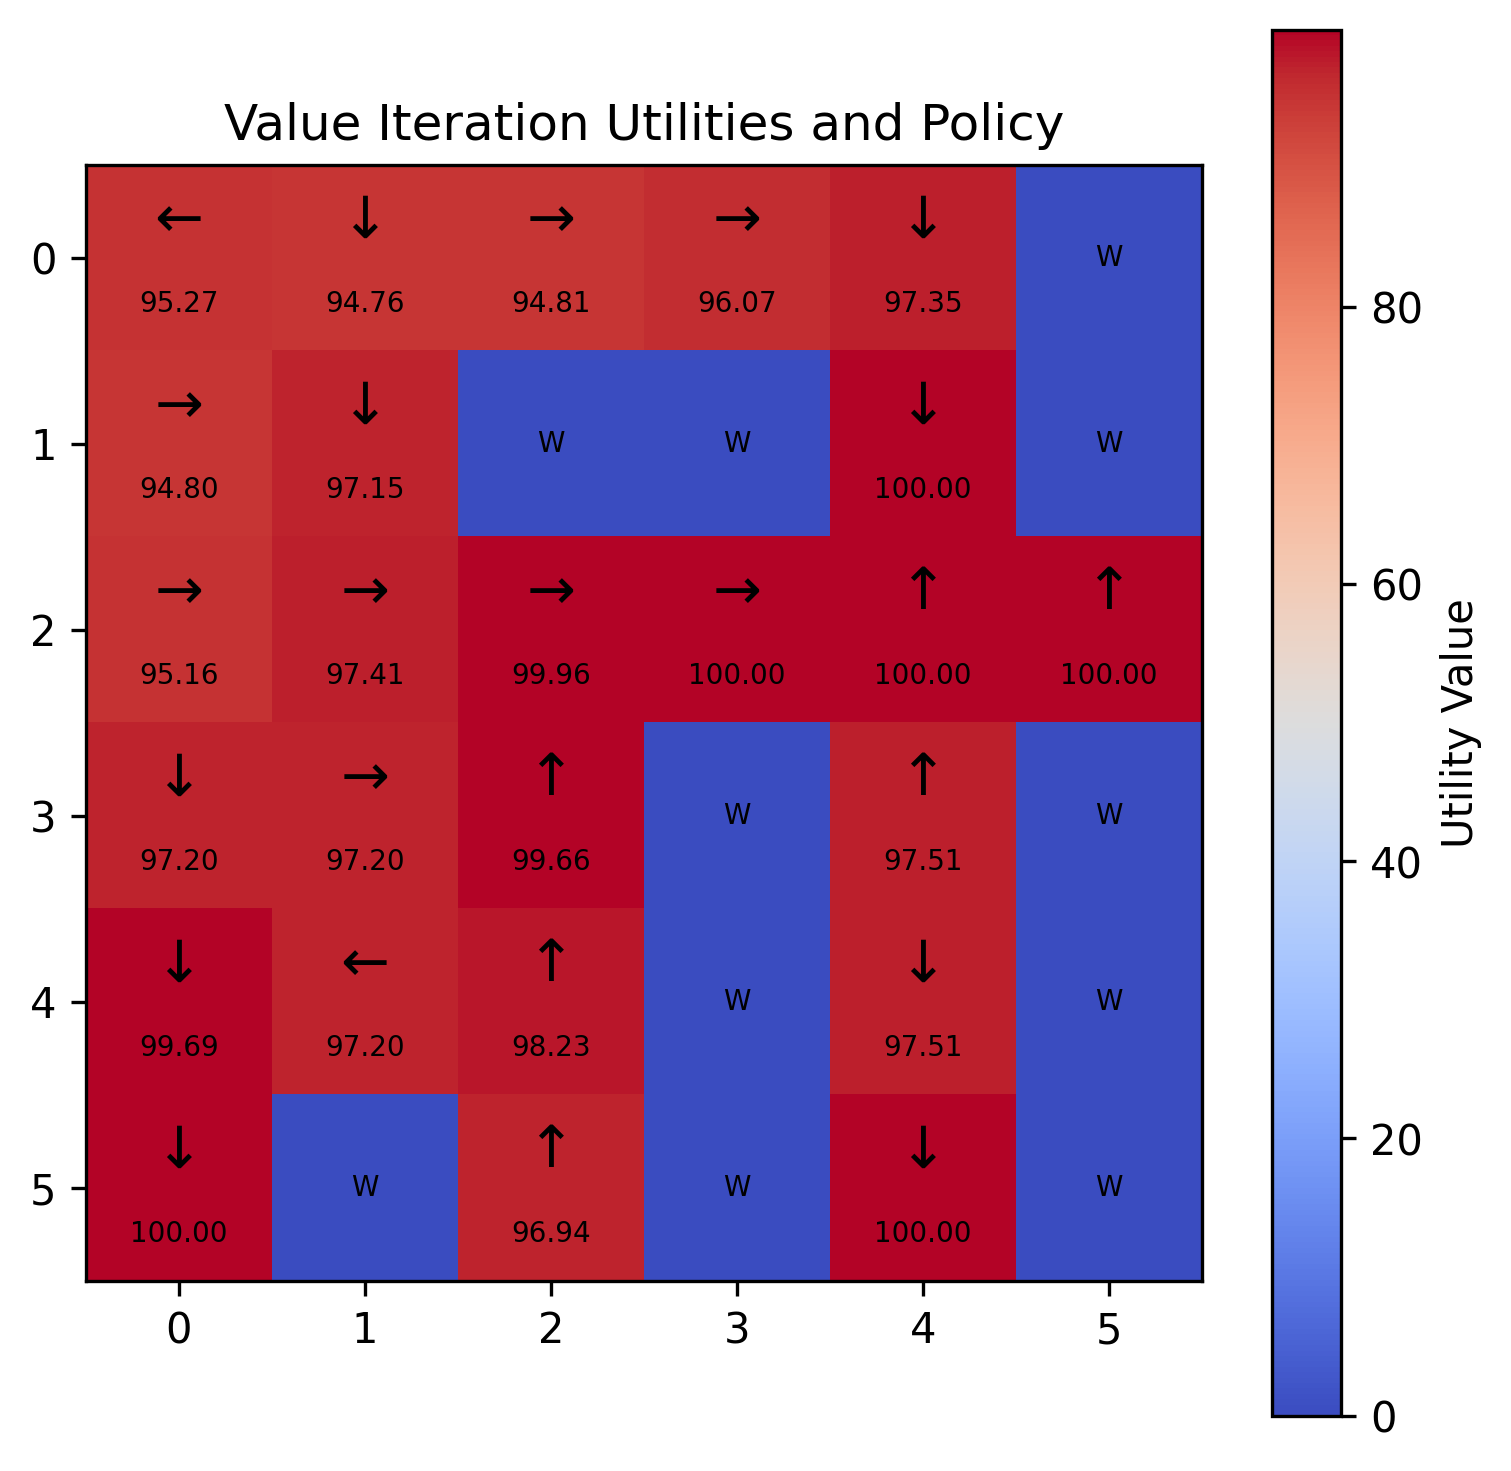 Value Iteration Utilities and Policy
← ↓ → → ↓
0 W
95.27 94.76 94.81 96.07 97.35
→ ↓ ↓
1 W W W
94.80 97.15 100.00
→ → → → ↑ ↑
2
95.16 97.41 99.96 100.00 100.00 100.00
↓ → ↑ ↑
3 W W
97.20 97.20 99.66 97.51
↓ ← ↑ ↓
4 W W
99.69 97.20 98.23 97.51
↓ ↑ ↓
5 W W W
100.00 96.94 100.00
0 1 2 3 4 5
80
60
40
20
0
Utility Value